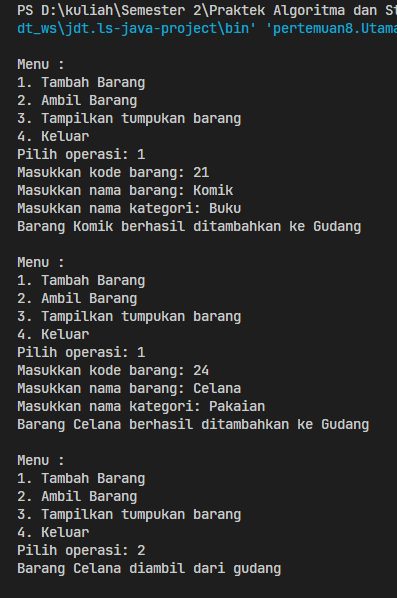 PS D:\kuliah\Semester 2\Praktek Algoritma dan St
dt_ws\jdt.ls-java-project\bin' 'pertemuan8.Utama
Menu :
1. Tambah Barang
2. Ambil Barang
3. Tampilkan tumpukan barang
4. Keluar
Pilih operasi: 1
Masukkan kode barang: 21
Masukkan nama barang: Komik
Masukkan nama kategori: Buku
Barang Komik berhasil ditambahkan ke Gudang
Menu :
1. Tambah Barang
2. Ambil Barang
3. Tampilkan tumpukan barang
4. Keluar
Pilih operasi: 1
Masukkan kode barang: 24
Masukkan nama barang: Celana
Masukkan nama kategori: Pakaian
Barang Celana berhasil ditambahkan ke Gudang
Menu :
1. Tambah Barang
2. Ambil Barang
3. Tampilkan tumpukan barang
4. Keluar
Pilih operasi: 2
Barang Celana diambil dari gudang